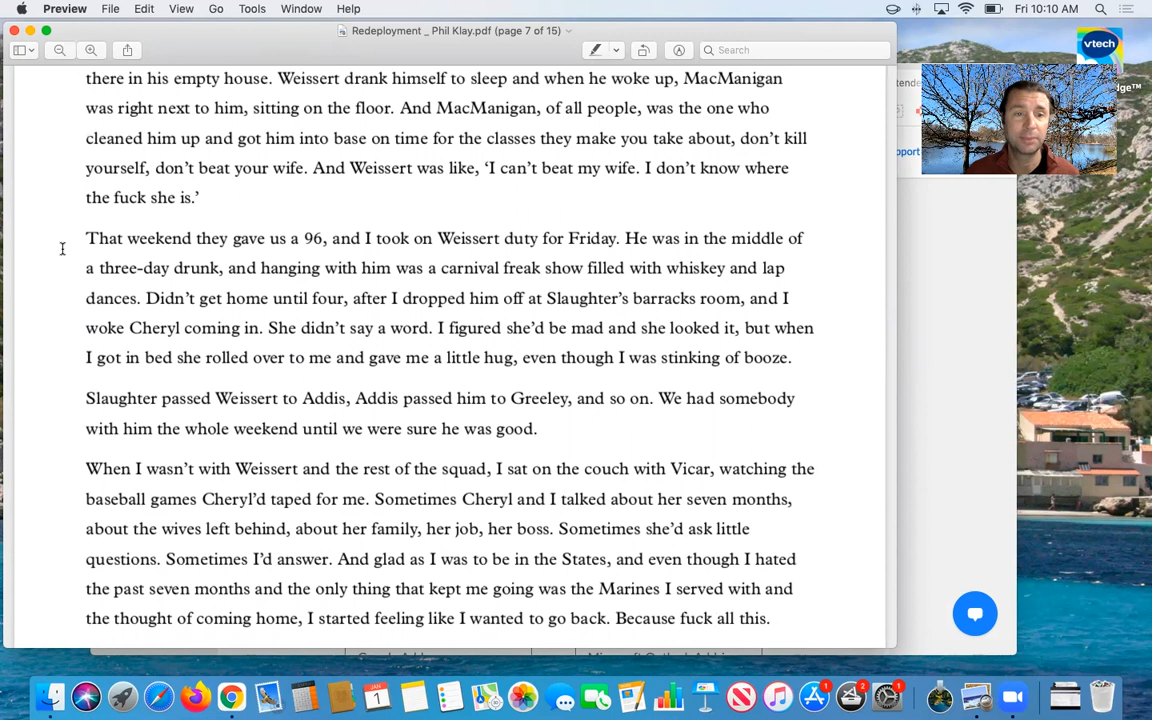 Preview File Edit View Go Tools Window Help Fri 10:10 AM
Redeployment _ Phil Klay.pdf (page 7 of 15)
Search
vtech
dge™
pport
there in his empty house. Weissert drank himself to sleep and when he woke up, MacManigan
was right next to him, sitting on the floor. And MacManigan, of all people, was the one who
cleaned him up and got him into base on time for the classes they make you take about, don’t kill
yourself, don’t beat your wife. And Weissert was like, ‘I can’t beat my wife. I don’t know where
the fuck she is.’
That weekend they gave us a 96, and I took on Weissert duty for Friday. He was in the middle of
a three-day drunk, and hanging with him was a carnival freak show filled with whiskey and lap
dances. Didn’t get home until four, after I dropped him off at Slaughter’s barracks room, and I
woke Cheryl coming in. She didn’t say a word. I figured she’d be mad and she looked it, but when
I got in bed she rolled over to me and gave me a little hug, even though I was stinking of booze.
Slaughter passed Weissert to Addis, Addis passed him to Greeley, and so on. We had somebody
with him the whole weekend until we were sure he was good.
When I wasn’t with Weissert and the rest of the squad, I sat on the couch with Vicar, watching the
baseball games Cheryl’d taped for me. Sometimes Cheryl and I talked about her seven months,
about the wives left behind, about her family, her job, her boss. Sometimes she’d ask little
questions. Sometimes I’d answer. And glad as I was to be in the States, and even though I hated
the past seven months and the only thing that kept me going was the Marines I served with and
the thought of coming home, I started feeling like I wanted to go back. Because fuck all this.
JAN
1
1
2
1